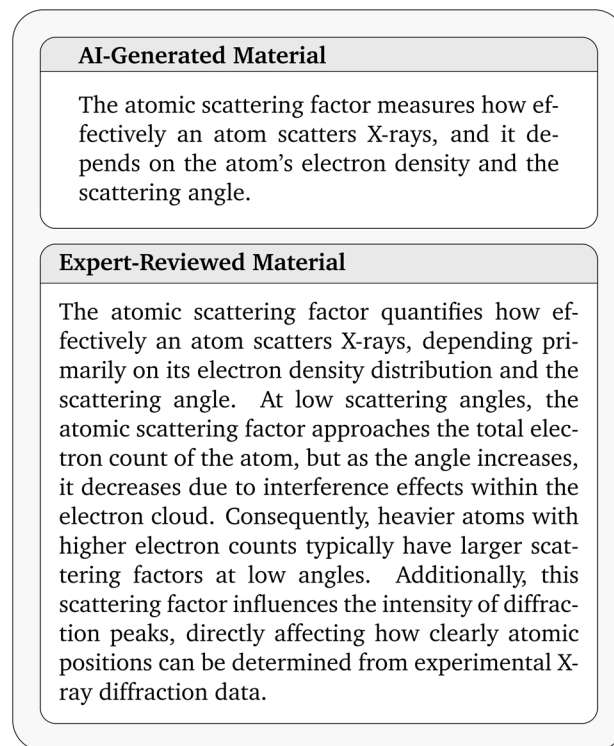 AI-Generated Material
The atomic scattering factor measures how ef-
fectively an atom scatters X-rays, and it de-
pends on the atom's electron density and the
scattering angle.
Expert-Reviewed Material
The atomic scattering factor quantifies how ef-
fectively an atom scatters X-rays, depending pri-
marily on its electron density distribution and the
scattering angle. At low scattering angles, the
atomic scattering factor approaches the total elec-
tron count of the atom, but as the angle increases,
it decreases due to interference effects within the
electron cloud. Consequently, heavier atoms with
higher electron counts typically have larger scat-
tering factors at low angles. Additionally, this
scattering factor influences the intensity of diffrac-
tion peaks, directly affecting how clearly atomic
positions can be determined from experimental X-
ray diffraction data.